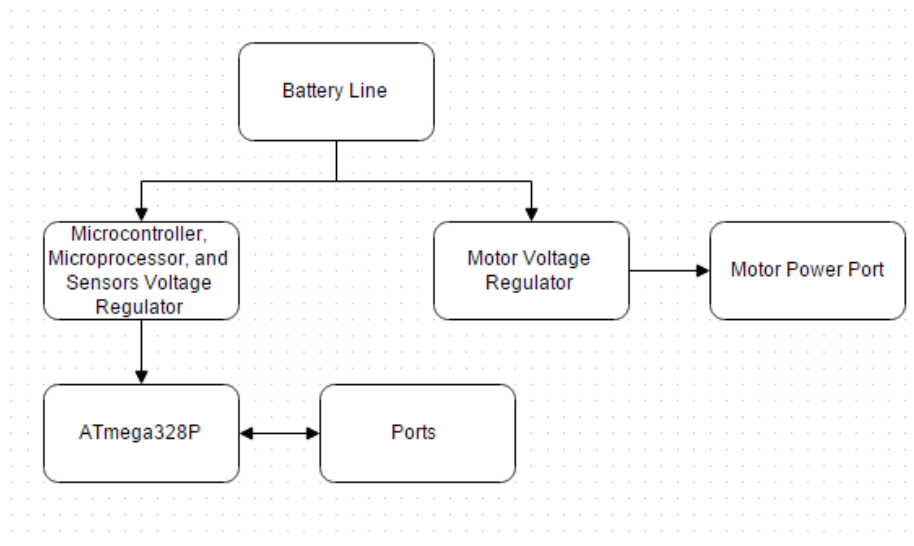 Battery Line
Microcontroller,
Microprocessor, and
Sensors Voltage
Regulator
Motor Voltage
Regulator
Motor Power Port
ATmega328P
Ports